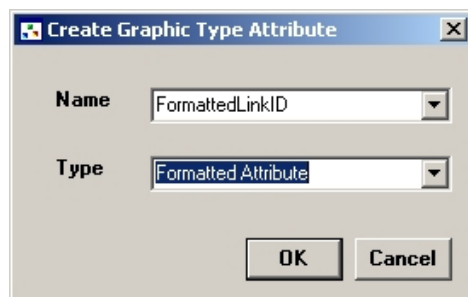 Create Graphic Type Attribute
Name FormattedLinkID
Type Formatted Attribute
OK Cancel